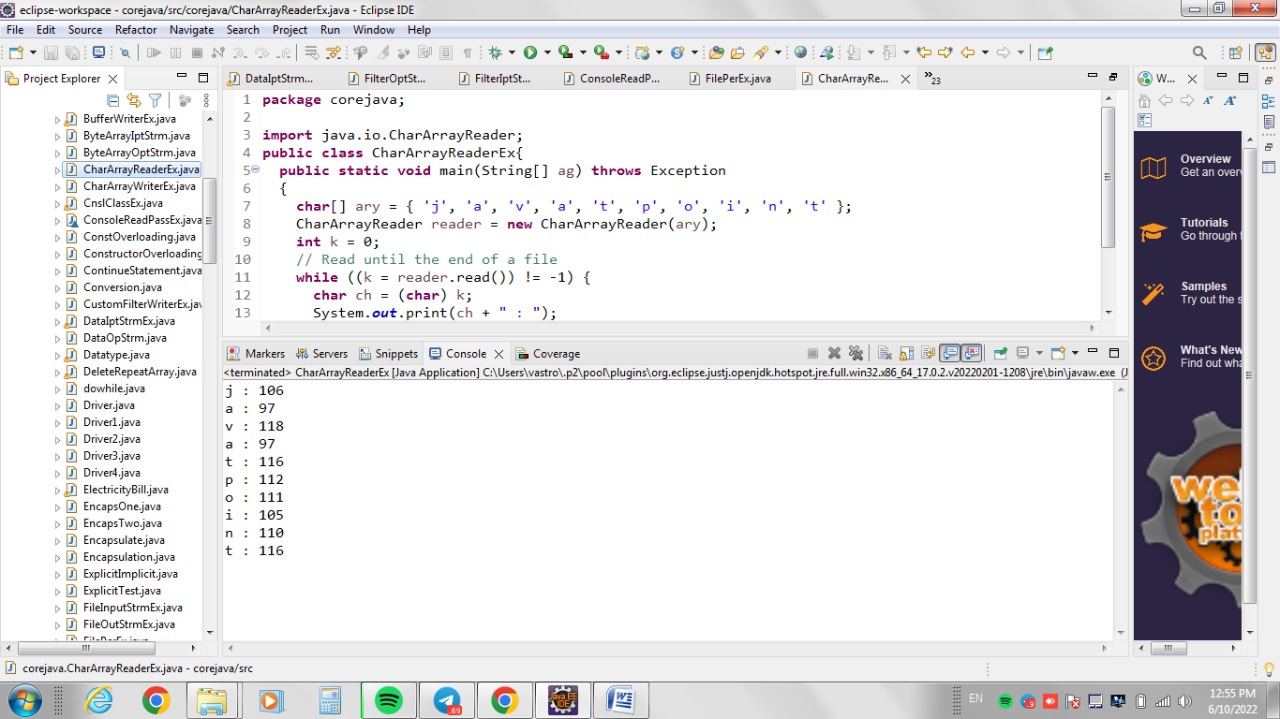 eclipse-workspace - corejava/src/corejava/CharArrayReaderEx.java - Eclipse IDE
File Edit Source Refactor Navigate Search Project Run Window Help
Project Explorer
BufferWriterEx.java
ByteArrayIptStrm.java
ByteArrayOptStrm.java
CharArrayReaderEx.java
CharArrayWriterEx.java
CnslClassEx.java
ConsoleReadPassEx.java
ConstOverloading.java
ConstructorOverloading
ContinueStatement.java
Conversion.java
CustomFilterWriterEx.jav
DataIptStrmEx.java
DataOpStrm.java
Datatype.java
DeleteRepeatArray.java
dowhile.java
Driver.java
Driver1.java
Driver2.java
Driver3.java
Driver4.java
ElectricityBill.java
EncapsOne.java
EncapsTwo.java
Encapsulate.java
Encapsulation.java
ExplicitImplicit.java
ExplicitTest.java
FileInputStrmEx.java
FileOutStrmEx.java
FilePerEx.java
DataIptStrm... FilterOptSt... FilterIptSt... ConsoleReadP... FilePerEx.java CharArrayRe... »23
1 package corejava;
2
3 import java.io.CharArrayReader;
4 public class CharArrayReaderEx{
5 public static void main(String[] ag) throws Exception
6 {
7 char[] ary = { 'j', 'a', 'v', 'a', 't', 'p', 'o', 'i', 'n', 't' };
8 CharArrayReader reader = new CharArrayReader(ary);
9 int k = 0;
10 // Read until the end of a file
11 while ((k = reader.read()) != -1) {
12 char ch = (char) k;
13 System.out.print(ch + " : ");
Markers Servers Snippets Console Coverage
<terminated> CharArrayReaderEx [Java Application] C:\Users\vastro\.p2\pool\plugins\org.eclipse.justj.openjdk.hotspot.jre.full.win32.x86_64_17.0.2.v20220201-1208\jre\bin\javaw.exe (J
j : 106
a : 97
v : 118
a : 97
t : 116
p : 112
o : 111
i : 105
n : 110
t : 116
W...
Overview
Get an over
Tutorials
Go through t
Samples
Try out the s
What's New
Find out wha
corejava.CharArrayReaderEx.java - corejava/src
69
Java EE
IDE
EN
12:55 PM
6/10/2022